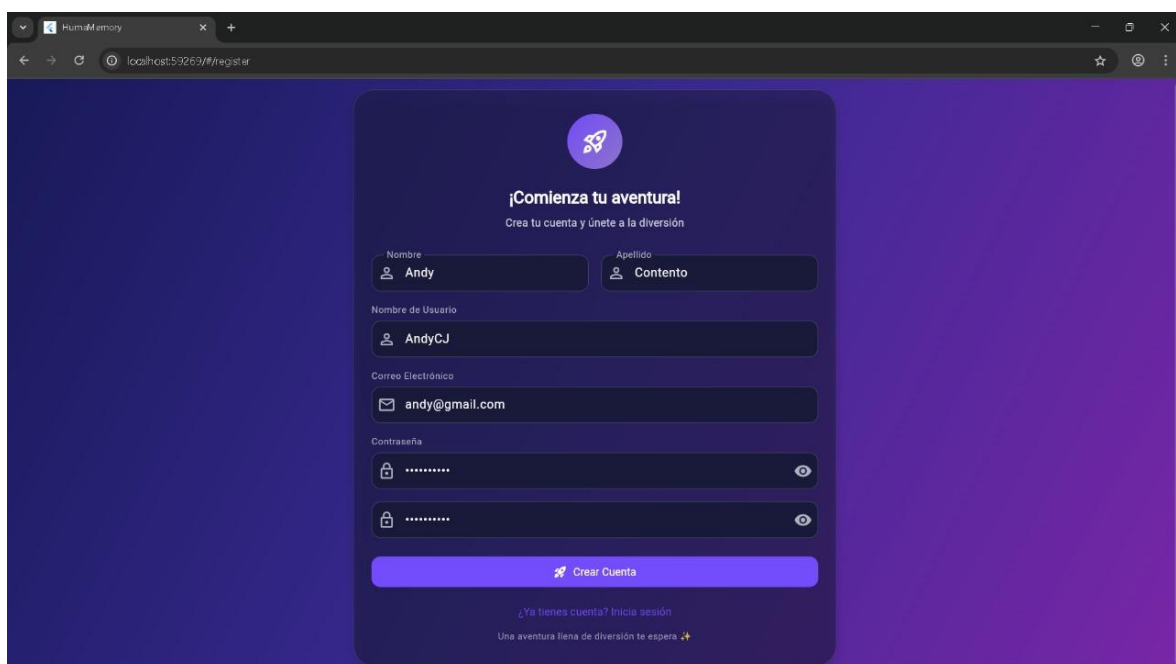 HumaMemory
localhost:59269/#/register
¡Comienza tu aventura!
Crea tu cuenta y únete a la diversión
Nombre Apellido
Andy Contento
Nombre de Usuario
AndyCJ
Correo Electrónico
andy@gmail.com
Contraseña
••••••••••
••••••••••
Crear Cuenta
¿Ya tienes cuenta? Inicia sesión
Una aventura llena de diversión te espera ✨